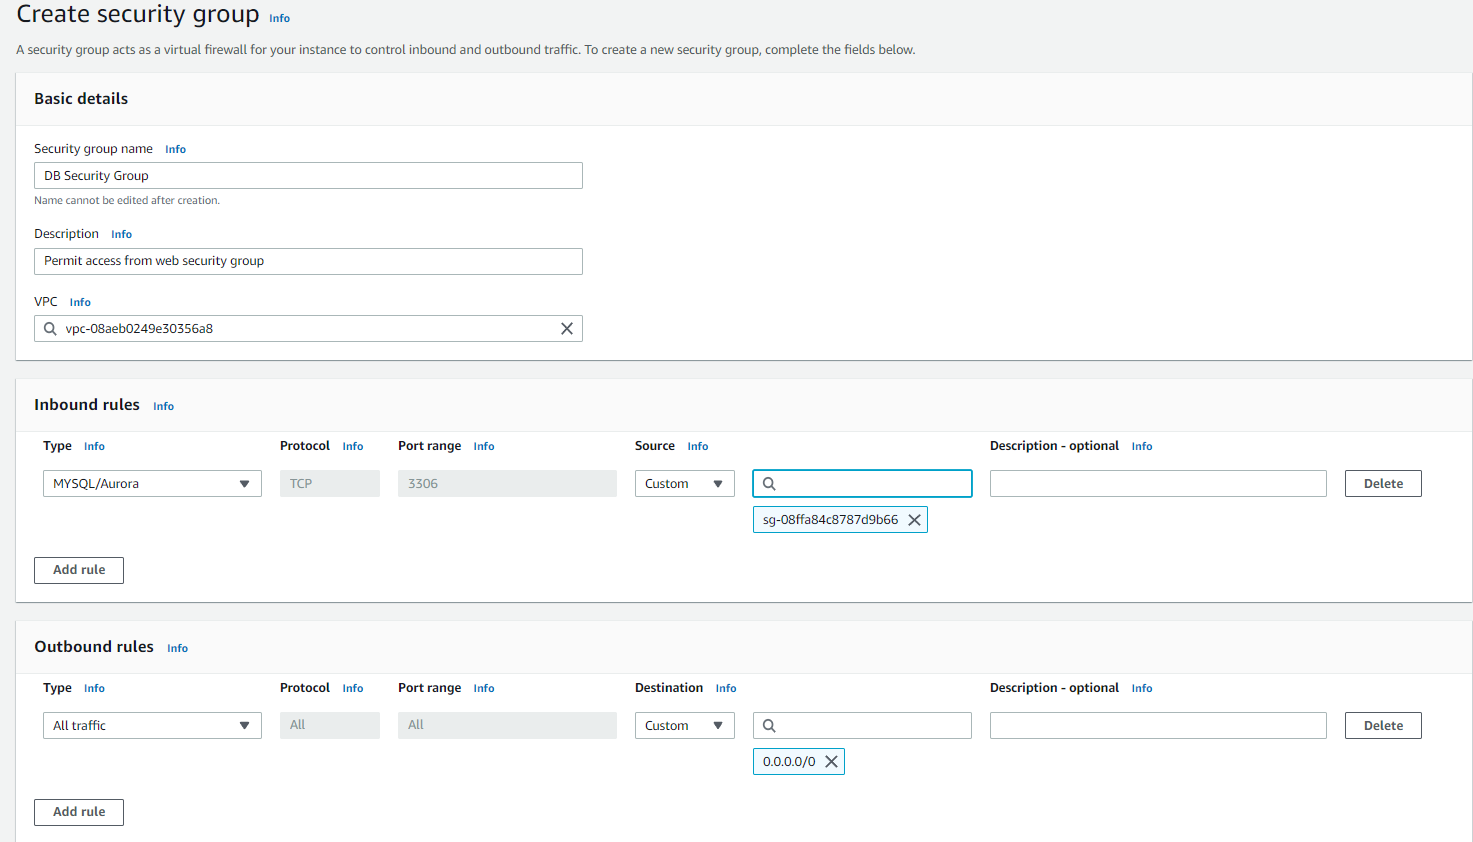 Create security group Info
A security group acts as a virtual firewall for your instance to control inbound and outbound traffic. To create a new security group, complete the fields below.
Basic details
Security group name Info
DB Security Group
Name cannot be edited after creation.
Description Info
Permit access from web security group
VPC Info
vpc-08aeb0249e30356a8
Inbound rules Info
Type Info Protocol Info Port range Info Source Info Description - optional Info
MYSQL/Aurora TCP 3306 Custom Delete
sg-08ffa84c8787d9b66
Add rule
Outbound rules Info
Type Info Protocol Info Port range Info Destination Info Description - optional Info
All traffic All All Custom Delete
0.0.0.0/0
Add rule